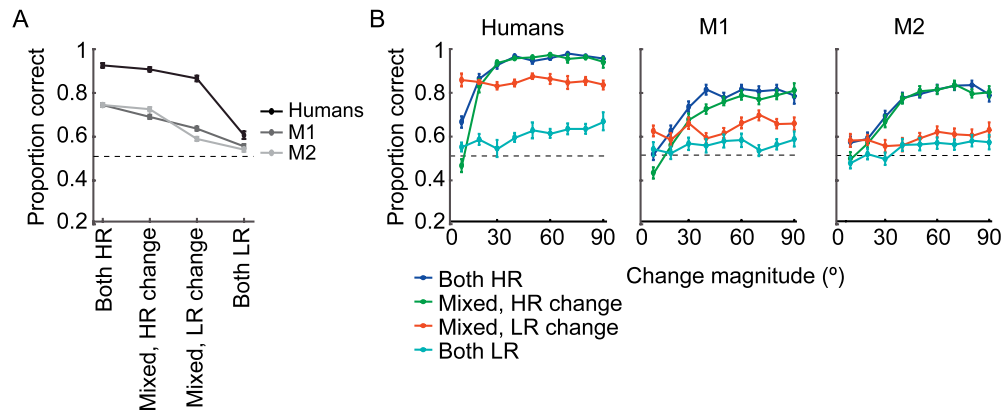 A
Proportion correct
1
0.8
0.6
0.4
0.2
Both HR
Mixed, HR change
Mixed, LR change
Both LR
Humans
M1
M2
B
Proportion correct
Humans
M1
M2
1
0.8
0.6
0.4
0.2
0 30 60 90
0 30 60 90
0 30 60 90
Change magnitude (º)
Both HR
Mixed, HR change
Mixed, LR change
Both LR